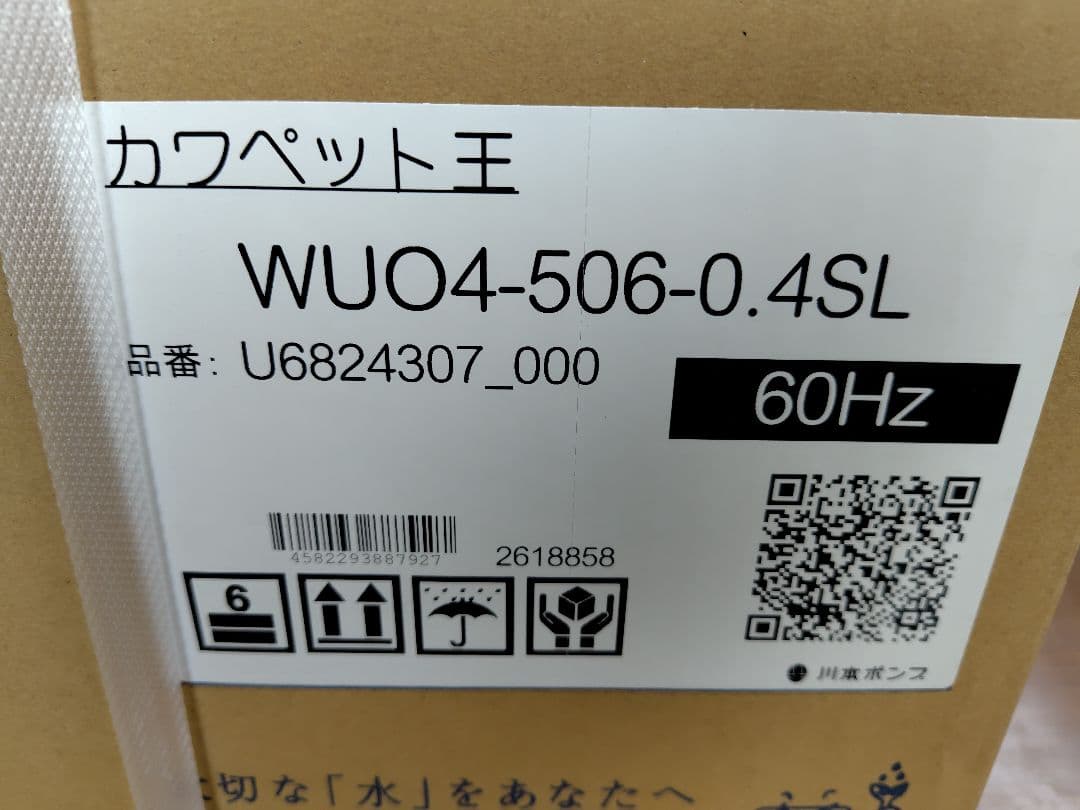 カワペット王
WUO4-506-0.4SL
品番: U6824307_000
60Hz
4582293887927
2618858
6
川本ポンプ
切な「水」をあなたへ